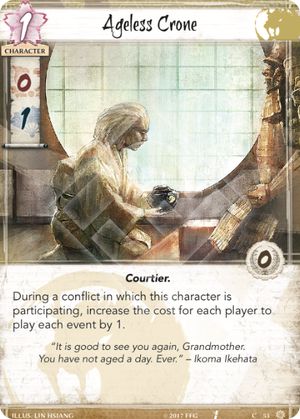 1
Ageless Crone
CHARACTER
0
1
0
Courtier.
During a conflict in which this character is
participating, increase the cost for each player to
play each event by 1.
"It is good to see you again, Grandmother.
You have not aged a day. Ever." – Ikoma Ikehata
ILLUS: LIN HSIANG
© 2017 FFG